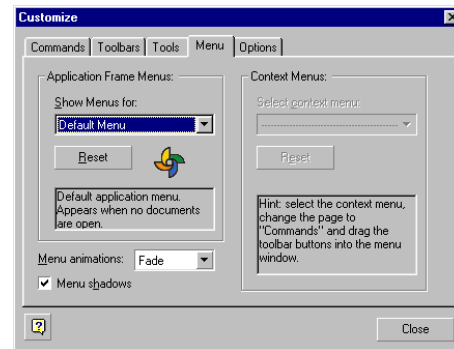 Customize
Commands Toolbars Tools Menu Options
Application Frame Menus:
Show Menus for:
Default Menu
Reset
Default application menu.
Appears when no documents
are open.
Menu animations: Fade
Menu shadows
Context Menus:
Select context menu:
Reset
Hint: select the context menu,
change the page to
"Commands" and drag the
toolbar buttons into the menu
window.
Close